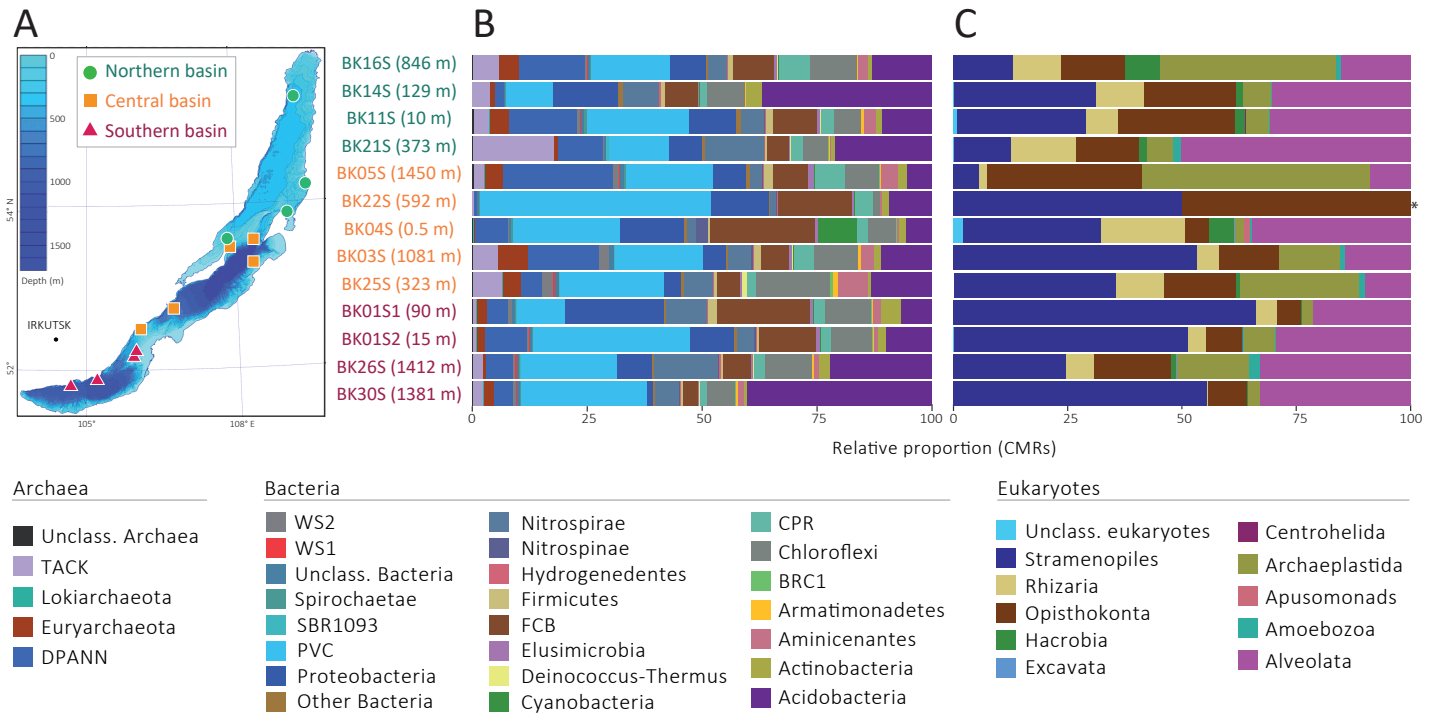 A
B
C
0
500
1000
1500
Depth (m)
Northern basin
Central basin
Southern basin
54° N
IRKUTSK
52°
105°
108° E
BK16S (846 m)
BK14S (129 m)
BK11S (10 m)
BK21S (373 m)
BK05S (1450 m)
BK22S (592 m)
*
BK04S (0.5 m)
BK03S (1081 m)
BK25S (323 m)
BK01S1 (90 m)
BK01S2 (15 m)
BK26S (1412 m)
BK30S (1381 m)
0 25 50 75 100
0 25 50 75 100
Relative proportion (CMRs)
Archaea
Unclass. Archaea
TACK
Lokiarchaeota
Euryarchaeota
DPANN
Bacteria
WS2
WS1
Unclass. Bacteria
Spirochaetae
SBR1093
PVC
Proteobacteria
Other Bacteria
Nitrospirae
Nitrospinae
Hydrogenedentes
Firmicutes
FCB
Elusimicrobia
Deinococcus-Thermus
Cyanobacteria
CPR
Chloroflexi
BRC1
Armatimonadetes
Aminicenantes
Actinobacteria
Acidobacteria
Eukaryotes
Unclass. eukaryotes
Stramenopiles
Rhizaria
Opisthokonta
Hacrobia
Excavata
Centrohelida
Archaeplastida
Apusomonads
Amoebozoa
Alveolata